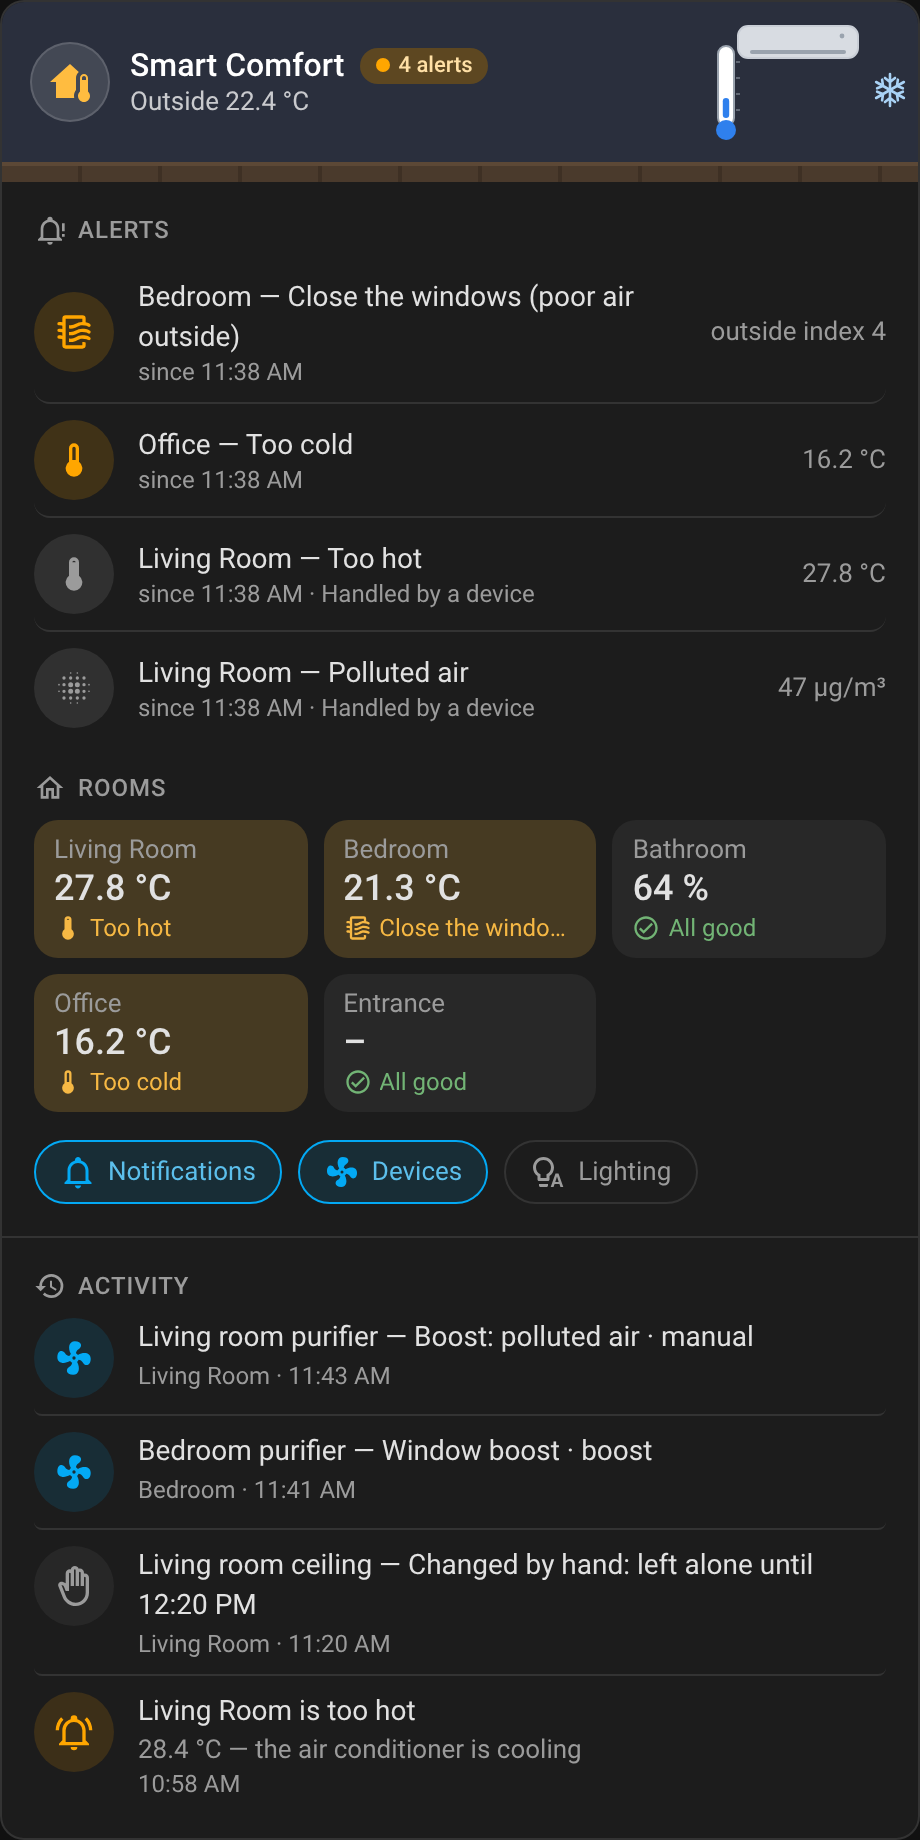 Smart Comfort
4 alerts
Outside 22.4 °C
ALERTS
Bedroom — Close the windows (poor air
outside)
since 11:38 AM
outside index 4
Office — Too cold
since 11:38 AM
16.2 °C
Living Room — Too hot
since 11:38 AM · Handled by a device
27.8 °C
Living Room — Polluted air
since 11:38 AM · Handled by a device
47 µg/m³
ROOMS
Living Room
27.8 °C
Too hot
Bedroom
21.3 °C
Close the windo…
Bathroom
64 %
All good
Office
16.2 °C
Too cold
Entrance
–
All good
Notifications
Devices
Lighting
ACTIVITY
Living room purifier — Boost: polluted air · manual
Living Room · 11:43 AM
Bedroom purifier — Window boost · boost
Bedroom · 11:41 AM
Living room ceiling — Changed by hand: left alone until
12:20 PM
Living Room · 11:20 AM
Living Room is too hot
28.4 °C — the air conditioner is cooling
10:58 AM